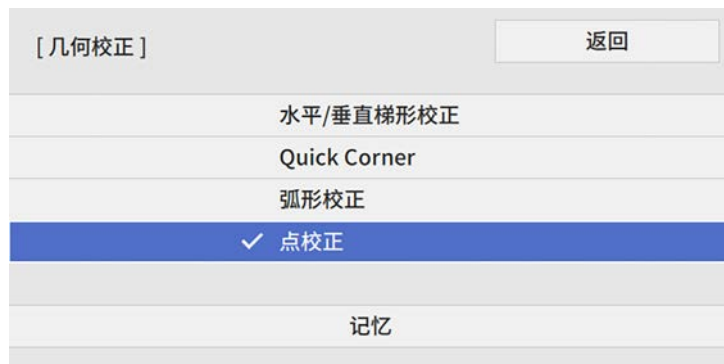 [ 几何校正 ]
返回
水平/垂直梯形校正
Quick Corner
弧形校正
点校正
记忆